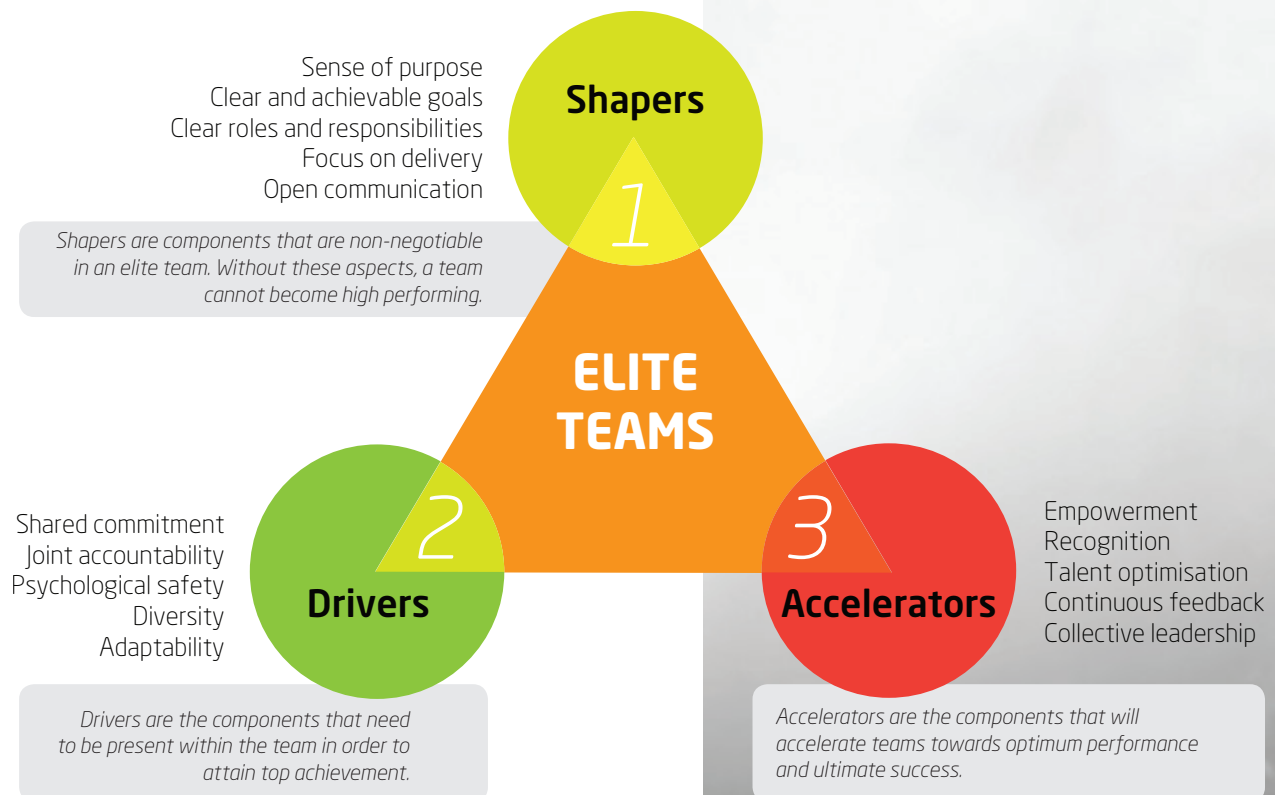 Sense of purpose
Clear and achievable goals
Clear roles and responsibilities
Focus on delivery
Open communication
Shapers
1
Shapers are components that are non-negotiable
in an elite team. Without these aspects, a team
cannot become high performing.
ELITE
TEAMS
Shared commitment
Joint accountability
Psychological safety
Diversity
Adaptability
2
Drivers
Drivers are the components that need
to be present within the team in order to
attain top achievement.
3
Accelerators
Empowerment
Recognition
Talent optimisation
Continuous feedback
Collective leadership
Accelerators are the components that will
accelerate teams towards optimum performance
and ultimate success.